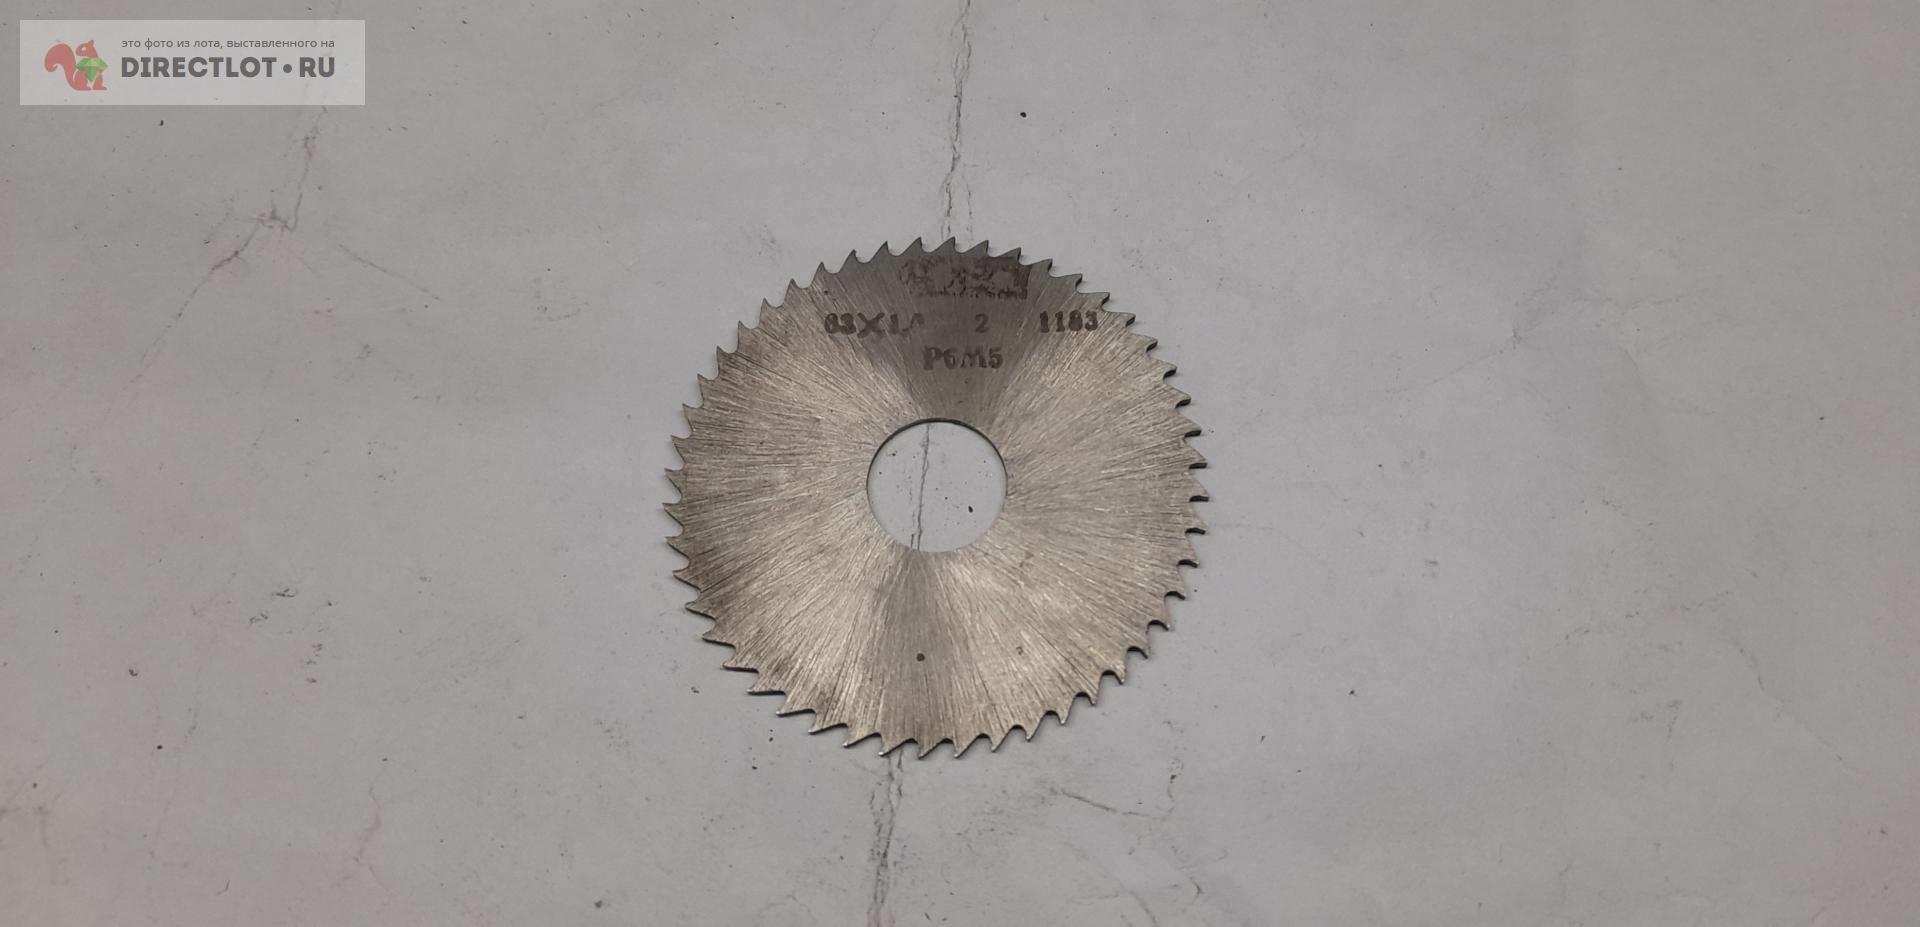 это фото из лота, выставленного на
DIRECTLOT•RU
2 1183
Р6М5